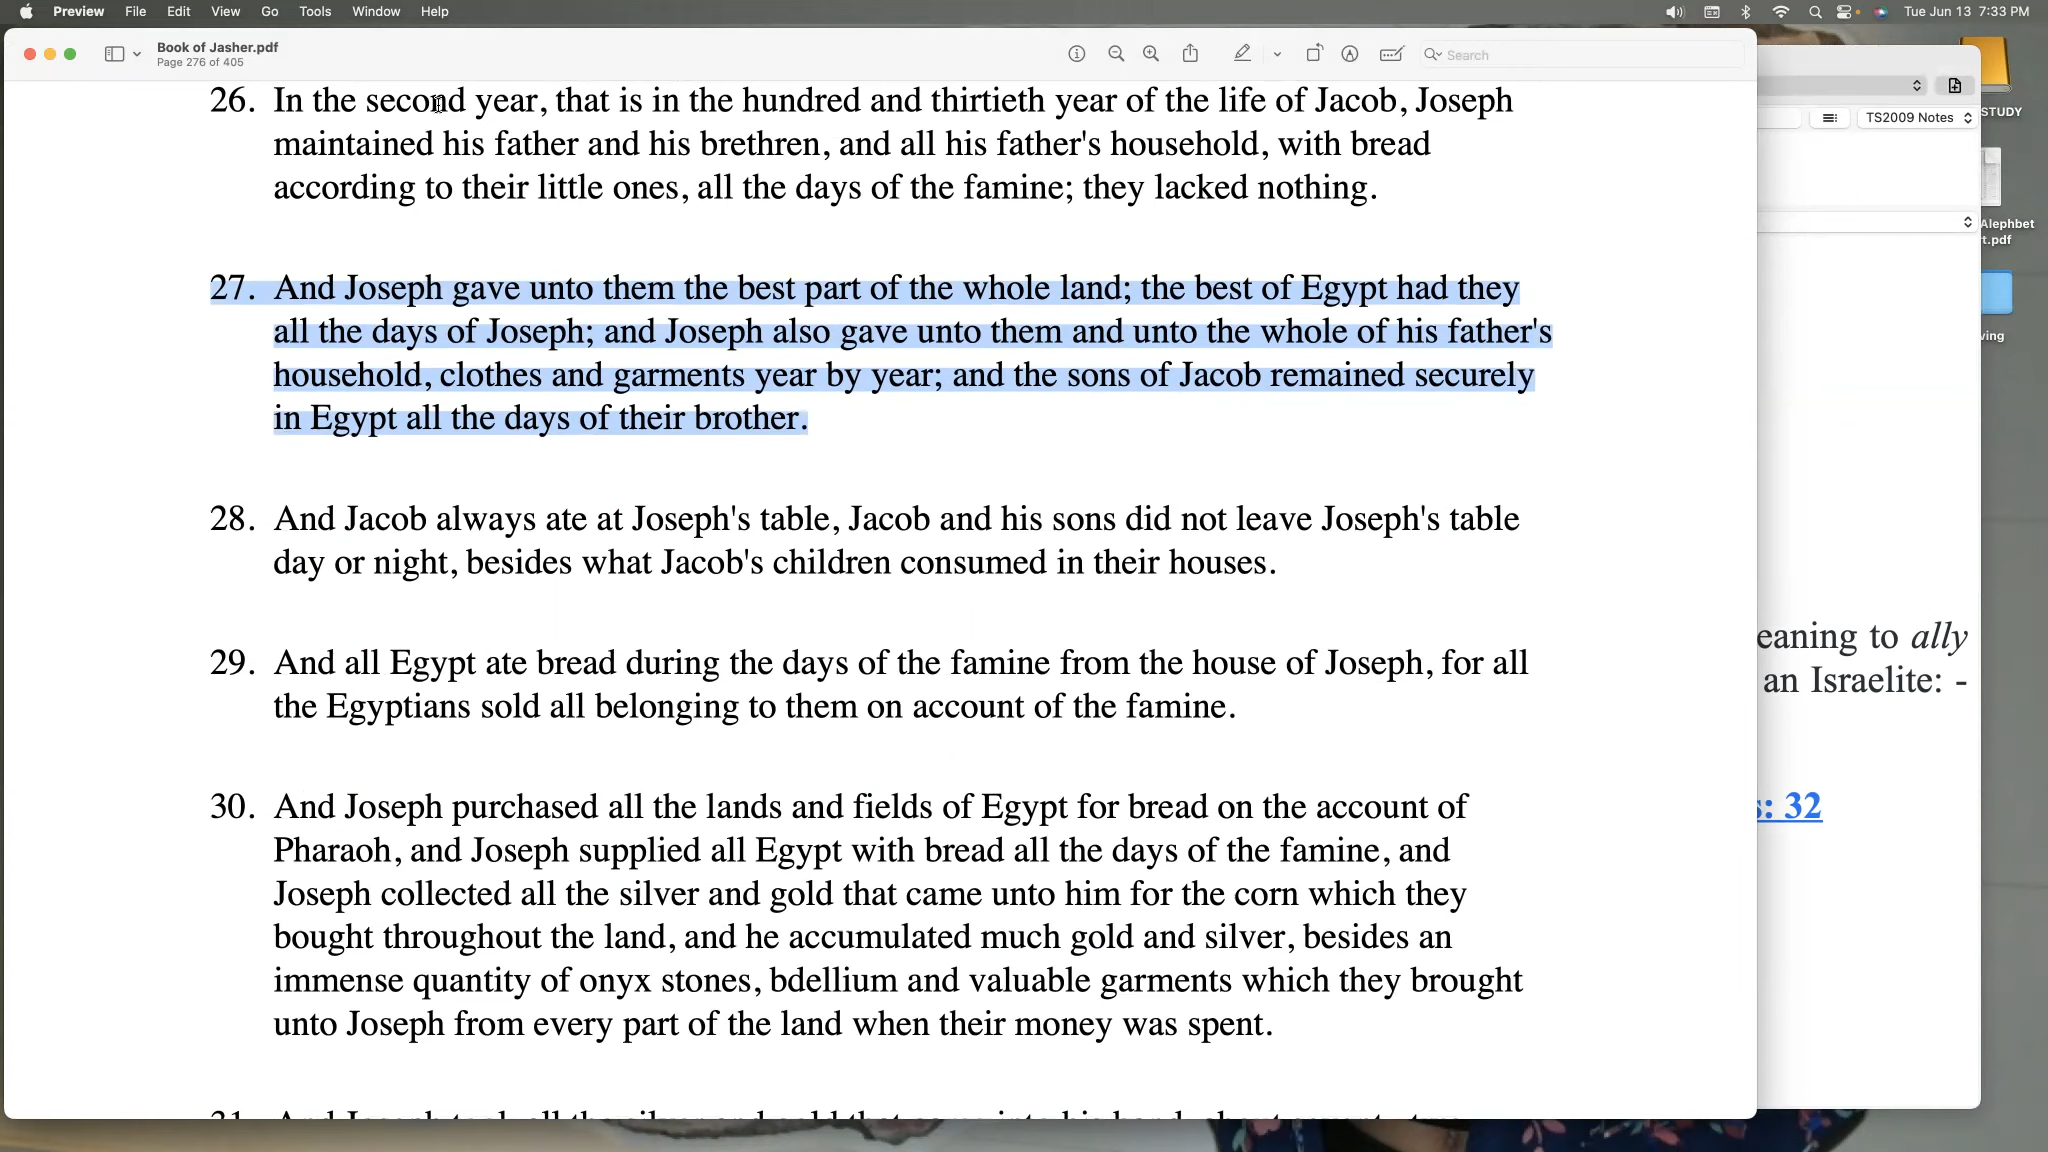 Preview File Edit View Go Tools Window Help
Tue Jun 13 7:33 PM
Book of Jasher.pdf
Page 276 of 405
Search
26. In the second year, that is in the hundred and thirtieth year of the life of Jacob, Joseph
maintained his father and his brethren, and all his father's household, with bread
according to their little ones, all the days of the famine; they lacked nothing.
27. And Joseph gave unto them the best part of the whole land; the best of Egypt had they
all the days of Joseph; and Joseph also gave unto them and unto the whole of his father's
household, clothes and garments year by year; and the sons of Jacob remained securely
in Egypt all the days of their brother.
28. And Jacob always ate at Joseph's table, Jacob and his sons did not leave Joseph's table
day or night, besides what Jacob's children consumed in their houses.
29. And all Egypt ate bread during the days of the famine from the house of Joseph, for all
the Egyptians sold all belonging to them on account of the famine.
30. And Joseph purchased all the lands and fields of Egypt for bread on the account of
Pharaoh, and Joseph supplied all Egypt with bread all the days of the famine, and
Joseph collected all the silver and gold that came unto him for the corn which they
bought throughout the land, and he accumulated much gold and silver, besides an
immense quantity of onyx stones, bdellium and valuable garments which they brought
unto Joseph from every part of the land when their money was spent.
STUDY
TS2009 Notes
Alephbet
t.pdf
ving
eaning to ally
an Israelite: -
s: 32